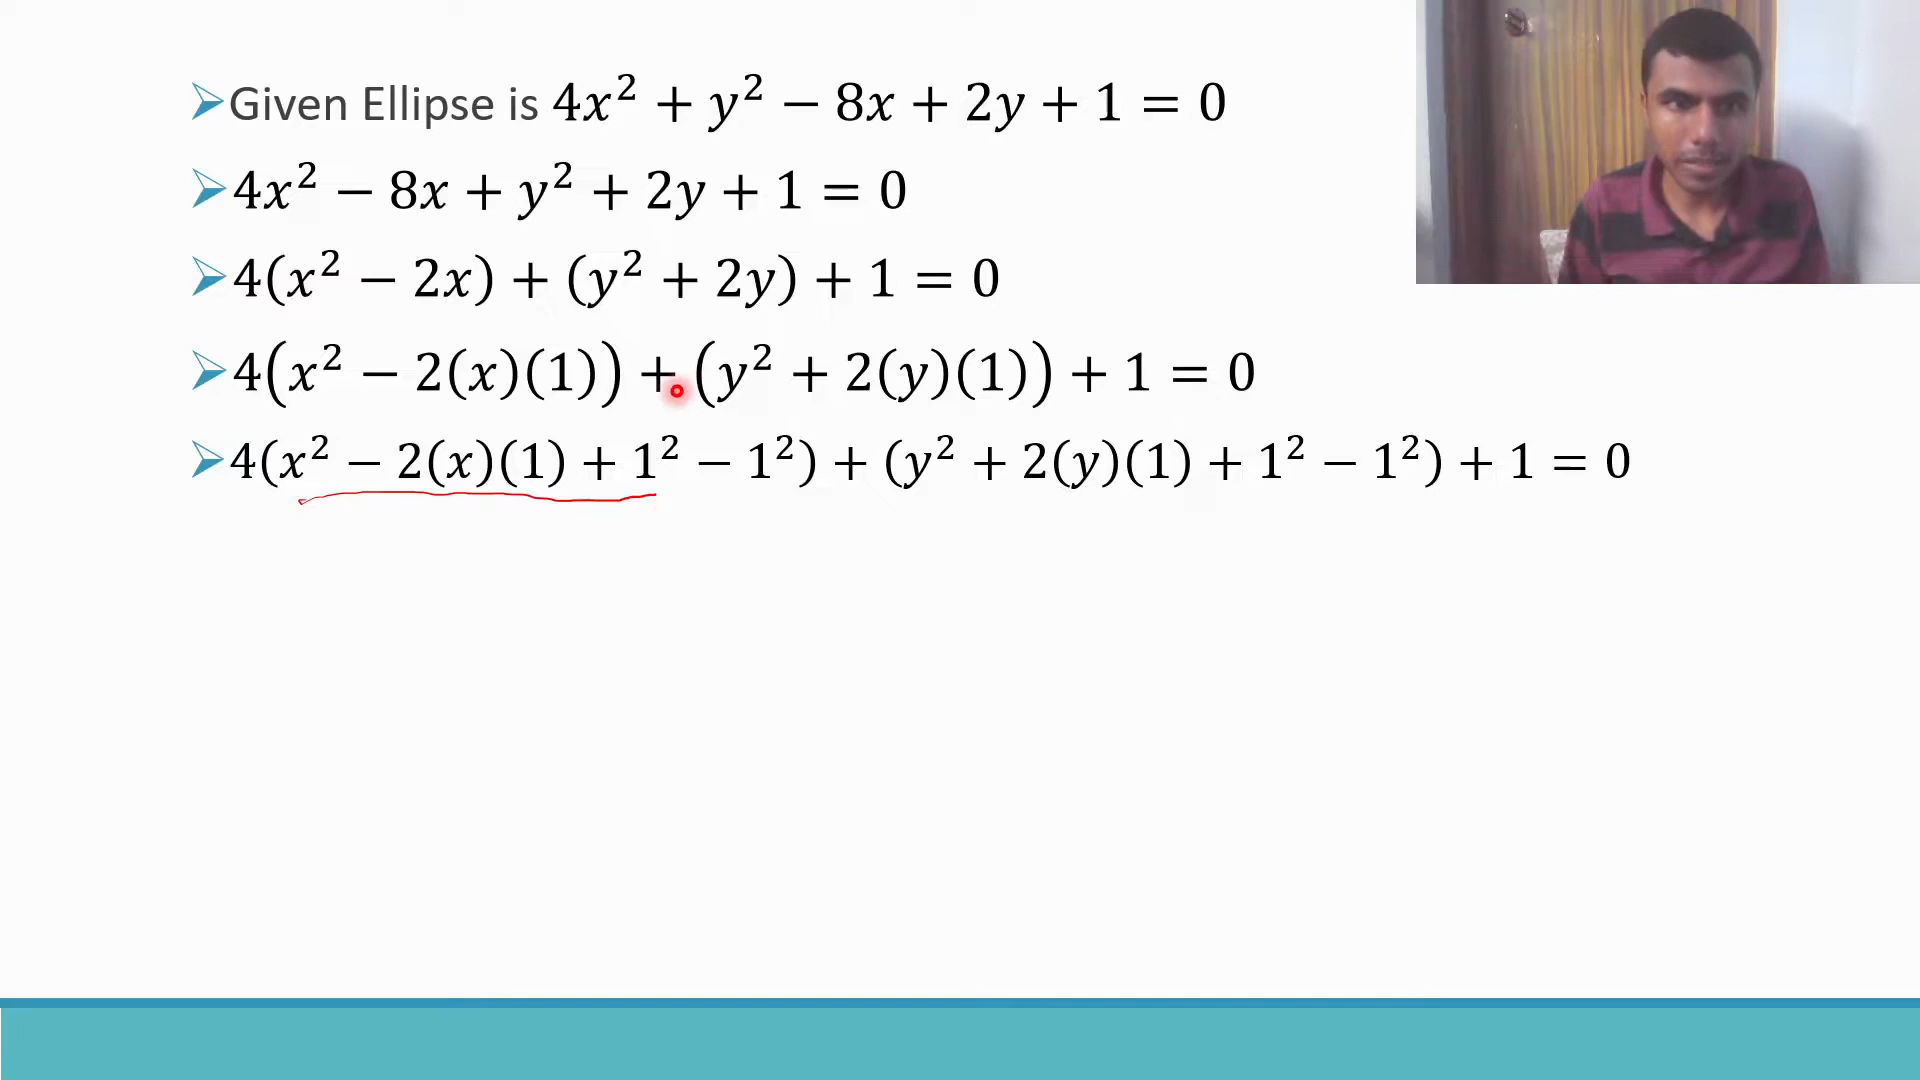 Given Ellipse is 4x² + y² − 8x + 2y + 1 = 0
4x² − 8x + y² + 2y + 1 = 0
4(x² − 2x) + (y² + 2y) + 1 = 0
4(x² − 2(x)(1)) + (y² + 2(y)(1)) + 1 = 0
4(x² − 2(x)(1) + 1² − 1²) + (y² + 2(y)(1) + 1² − 1²) + 1 = 0